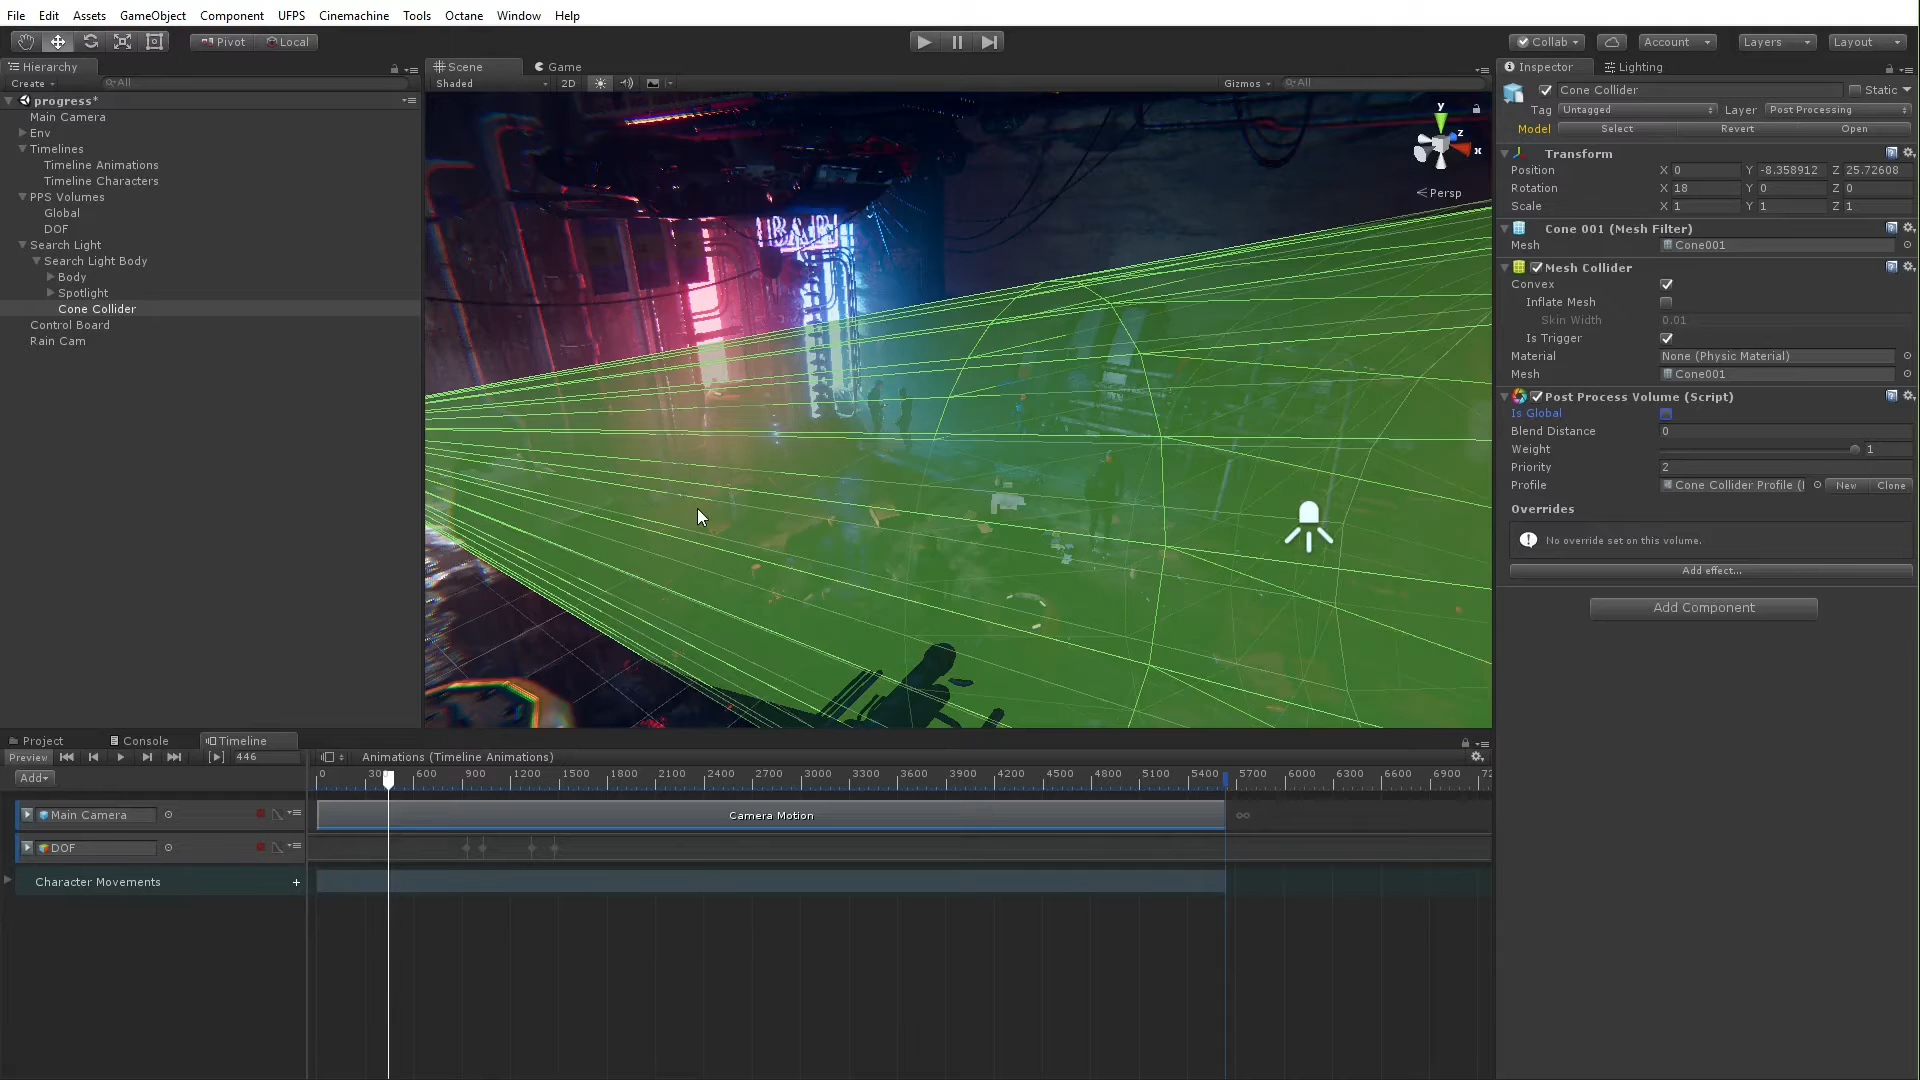 File Edit Assets GameObject Component UFPS Cinemachine Tools Octane Window Help
Pivot Local Collab Account Layers Layout
Hierarchy
Create All
progress*
Main Camera
Env
Timelines
Timeline Animations
Timeline Characters
PPS Volumes
Global
DOF
Search Light
Search Light Body
Body
Spotlight
Cone Collider
Control Board
Rain Cam
Scene Game
Shaded 2D Gizmos All
y
z
x
Persp
Inspector Lighting
Cone Collider Static
Tag Untagged Layer Post Processing
Model Select Revert Open
Transform
Position X 0 Y -8.358912 Z 25.72608
Rotation X 18 Y 0 Z 0
Scale X 1 Y 1 Z 1
Cone 001 (Mesh Filter)
Mesh Cone001
Mesh Collider
Convex
Inflate Mesh
Skin Width 0.01
Is Trigger
Material None (Physic Material)
Mesh Cone001
Post Process Volume (Script)
Is Global
Blend Distance 0
Weight 1
Priority 2
Profile Cone Collider Profile (I New Clone
Overrides
No override set on this volume.
Add effect...
Add Component
Project Console Timeline
Preview 446 Animations (Timeline Animations)
Add
0 300 600 900 1200 1500 1800 2100 2400 2700 3000 3300 3600 3900 4200 4500 4800 5100 5400 5700 6000 6300 6600 6900 72
Main Camera Camera Motion
DOF
Character Movements